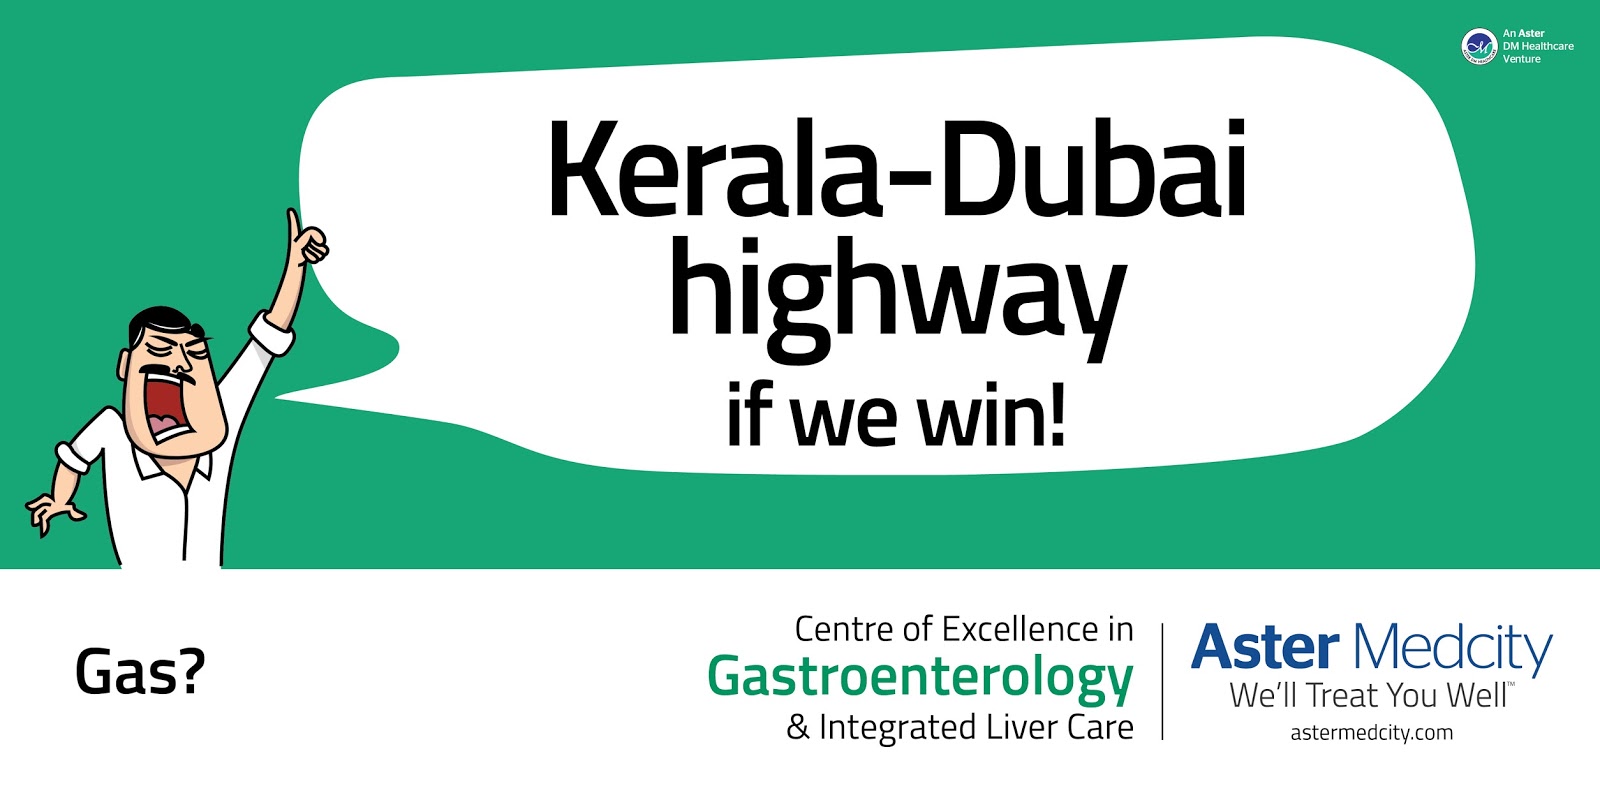 An Aster
DM Healthcare
Venture
Kerala-Dubai
highway
if we win!
Gas?
Centre of Excellence in
Gastroenterology
& Integrated Liver Care
Aster Medcity
We'll Treat You Well™
astermedcity.com